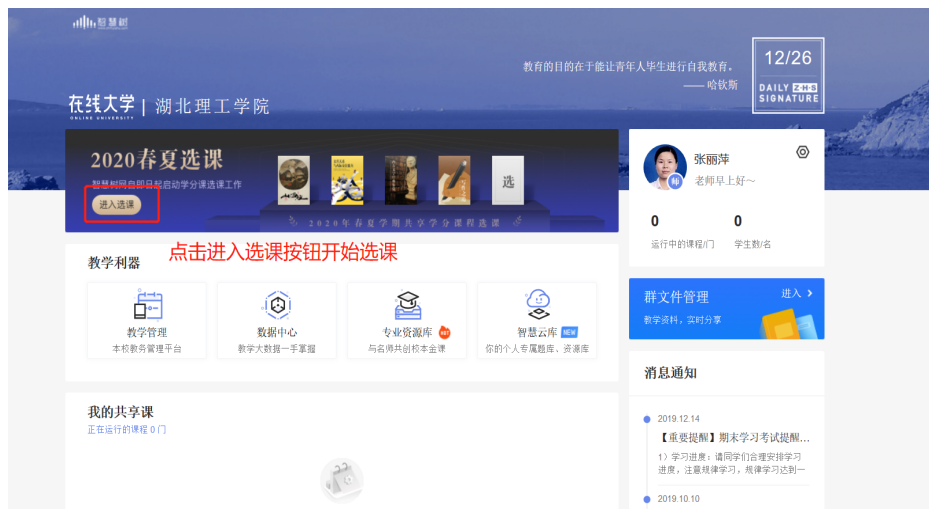 智慧树
教育的目的在于能让青年人毕生进行自我教育。
—— 哈钦斯
12/26
DAILY ZHS
SIGNATURE
在线大学 | 湖北理工学院
ONLINE UNIVERSITY
2020春夏选课
智慧树网自即日起启动学分课选课工作
进入选课
选
2020年春夏学期共享学分课程选课
张丽萍
师
老师早上好～
0
0
运行中的课程/门
学生数/名
点击进入选课按钮开始选课
教学利器
教学管理
本校教务管理平台
数据中心
教学大数据一手掌握
专业资源库 HOT
与名师共创校本金课
智慧云库 NEW
你的个人专属题库、资源库
群文件管理
进入
教学资料，实时分享
我的共享课
正在运行的课程 0 门
消息通知
2019.12.14
【重要提醒】期末学习考试提醒...
1）学习进度：请同学们合理安排学习
进度，注意规律学习，规律学习达到一
2019.10.10